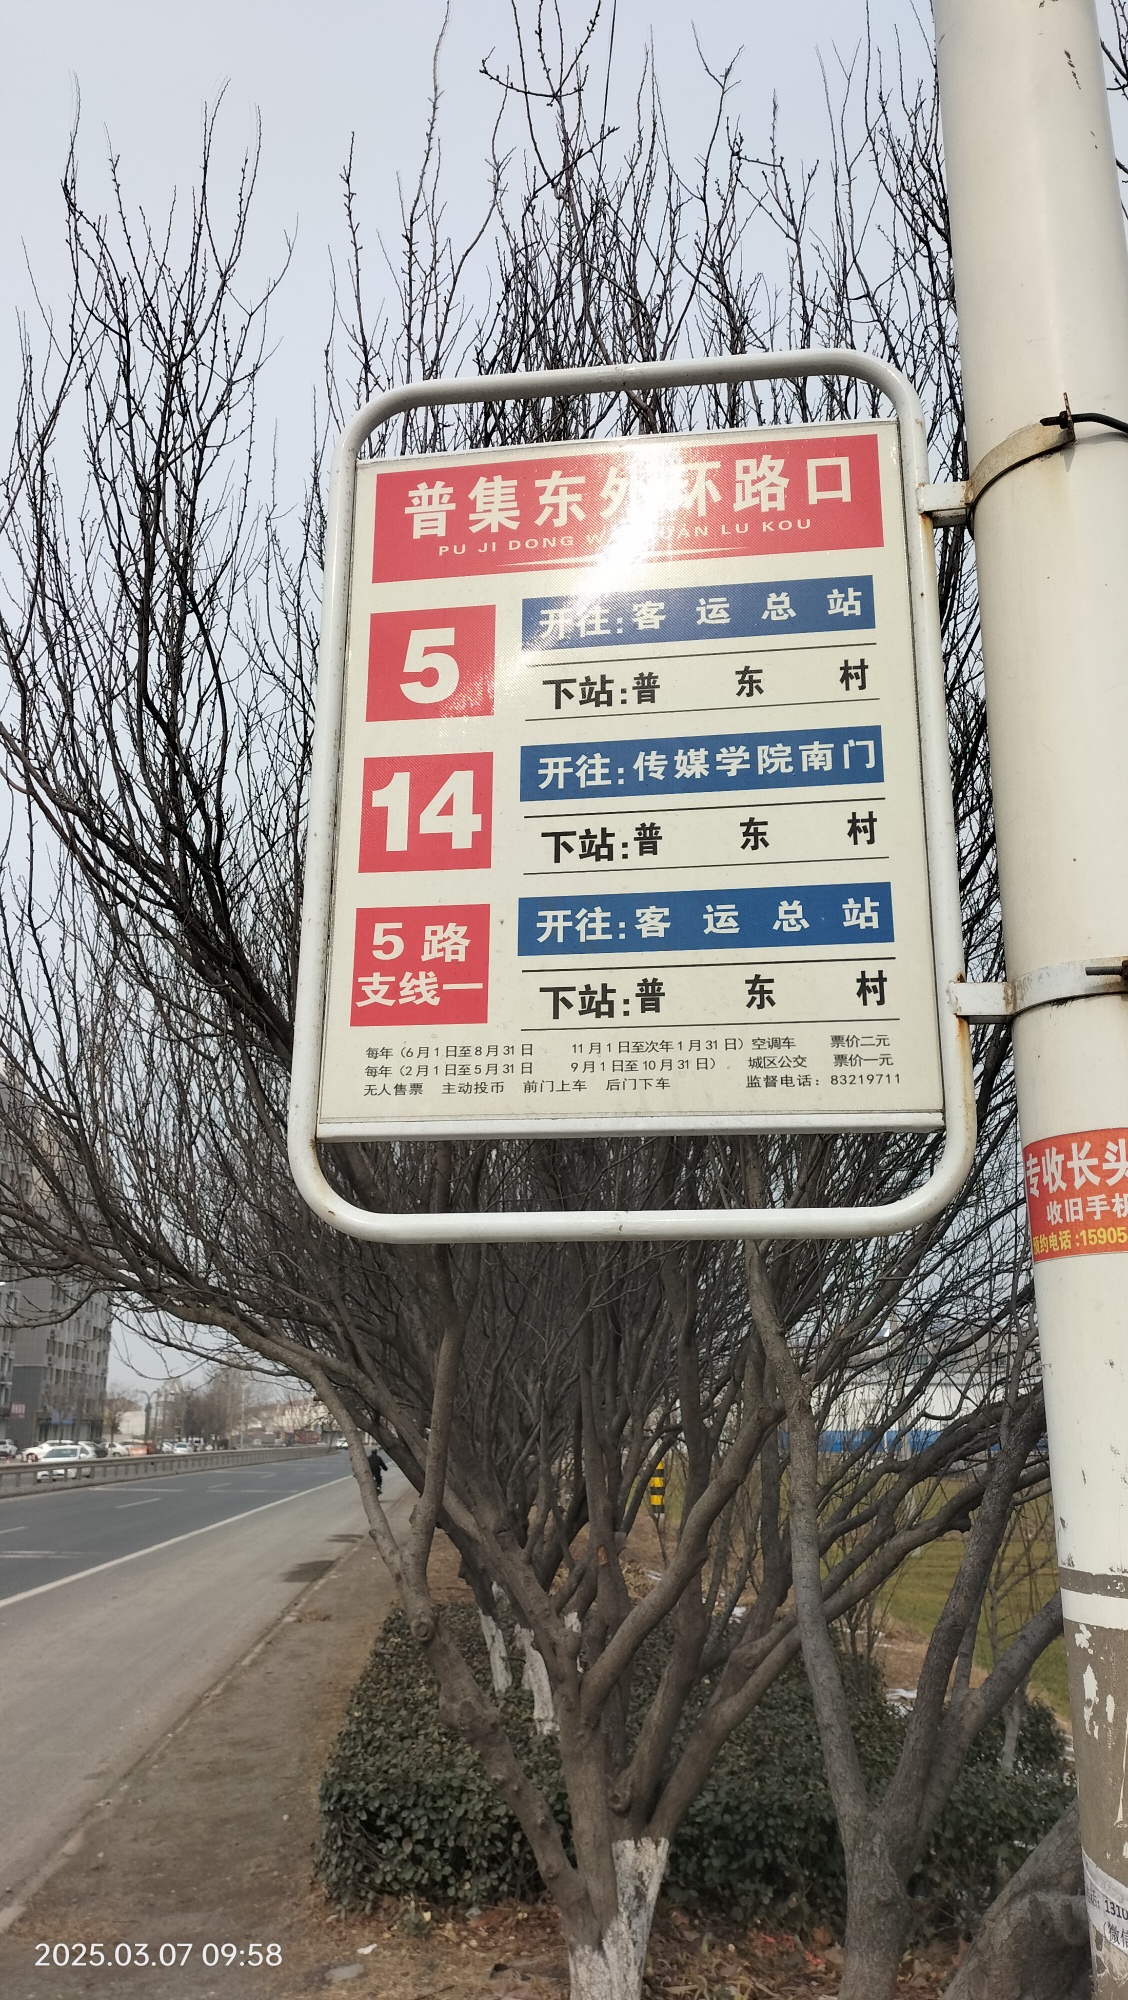 普集东外环路口
PU JI DONG WAI HUAN LU KOU
5
开往:客运总站
下站:普东村
14
开往:传媒学院南门
下站:普东村
5路
支线一
开往:客运总站
下站:普东村
每年（6月1日至8月31日 11月1日至次年1月31日）空调车 票价二元
每年（2月1日至5月31日 9月1日至10月31日） 城区公交 票价一元
无人售票 主动投币 前门上车 后门下车 监督电话：83219711
专收长头
收旧手机
预约电话:15905
1310
微信
2025.03.07 09:58